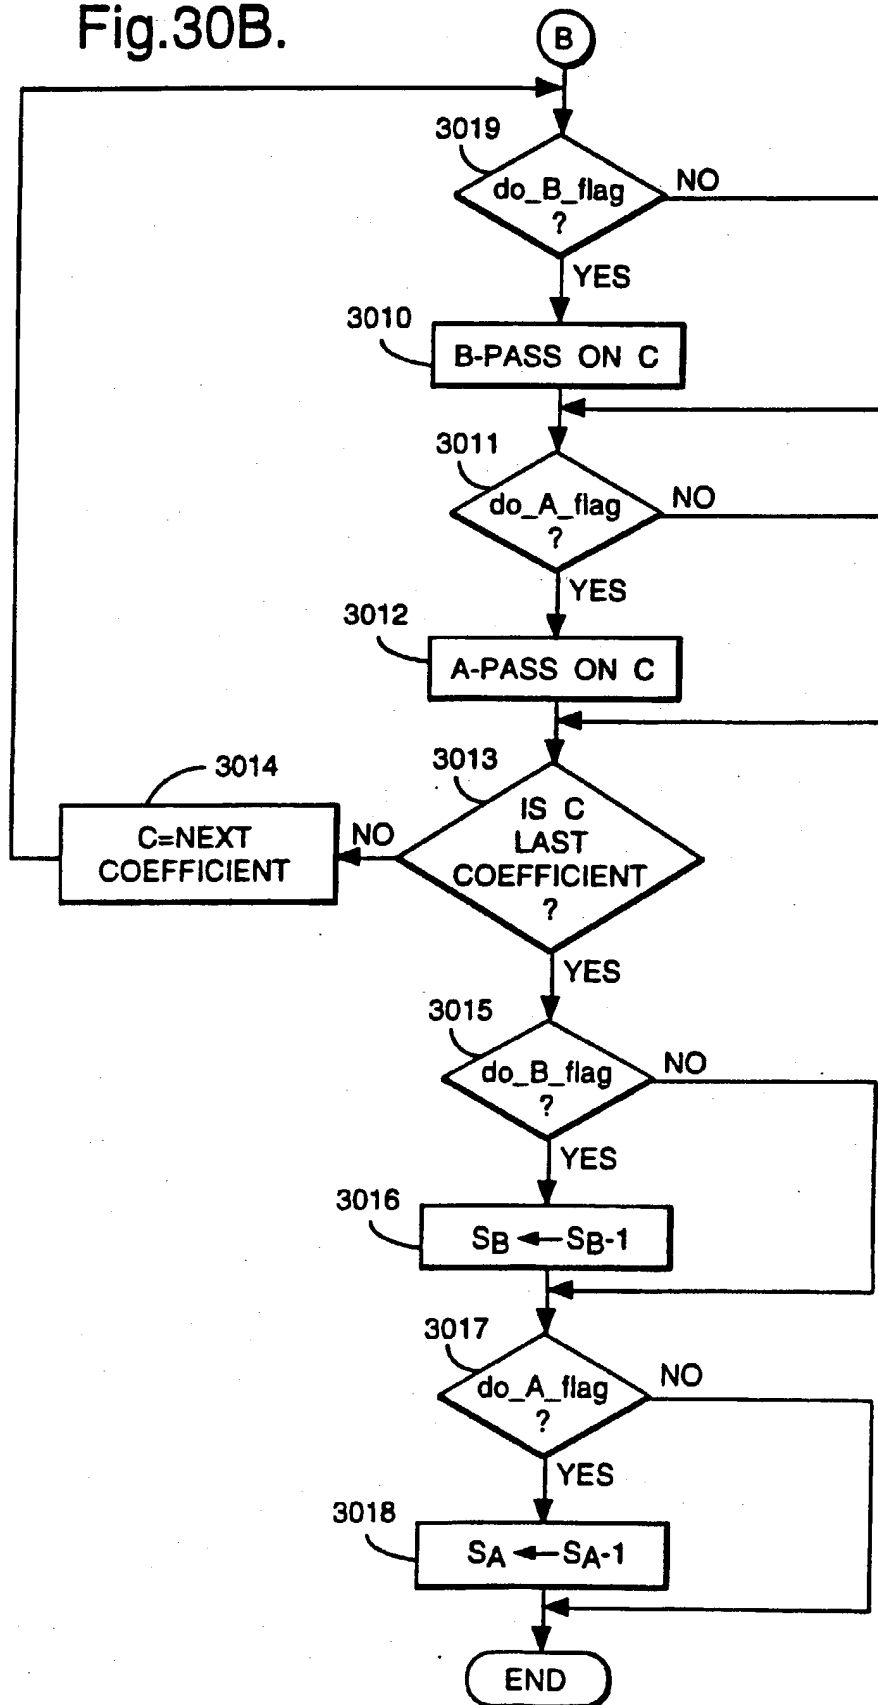 Fig.30B.
B
3019
do_B_flag
?
NO
YES
3010
B-PASS ON C
3011
do_A_flag
?
NO
YES
3012
A-PASS ON C
3013
IS C
LAST
COEFFICIENT
?
NO
3014
C=NEXT
COEFFICIENT
YES
3015
do_B_flag
?
NO
YES
3016
SB ← SB-1
3017
do_A_flag
?
NO
YES
3018
SA ← SA-1
END